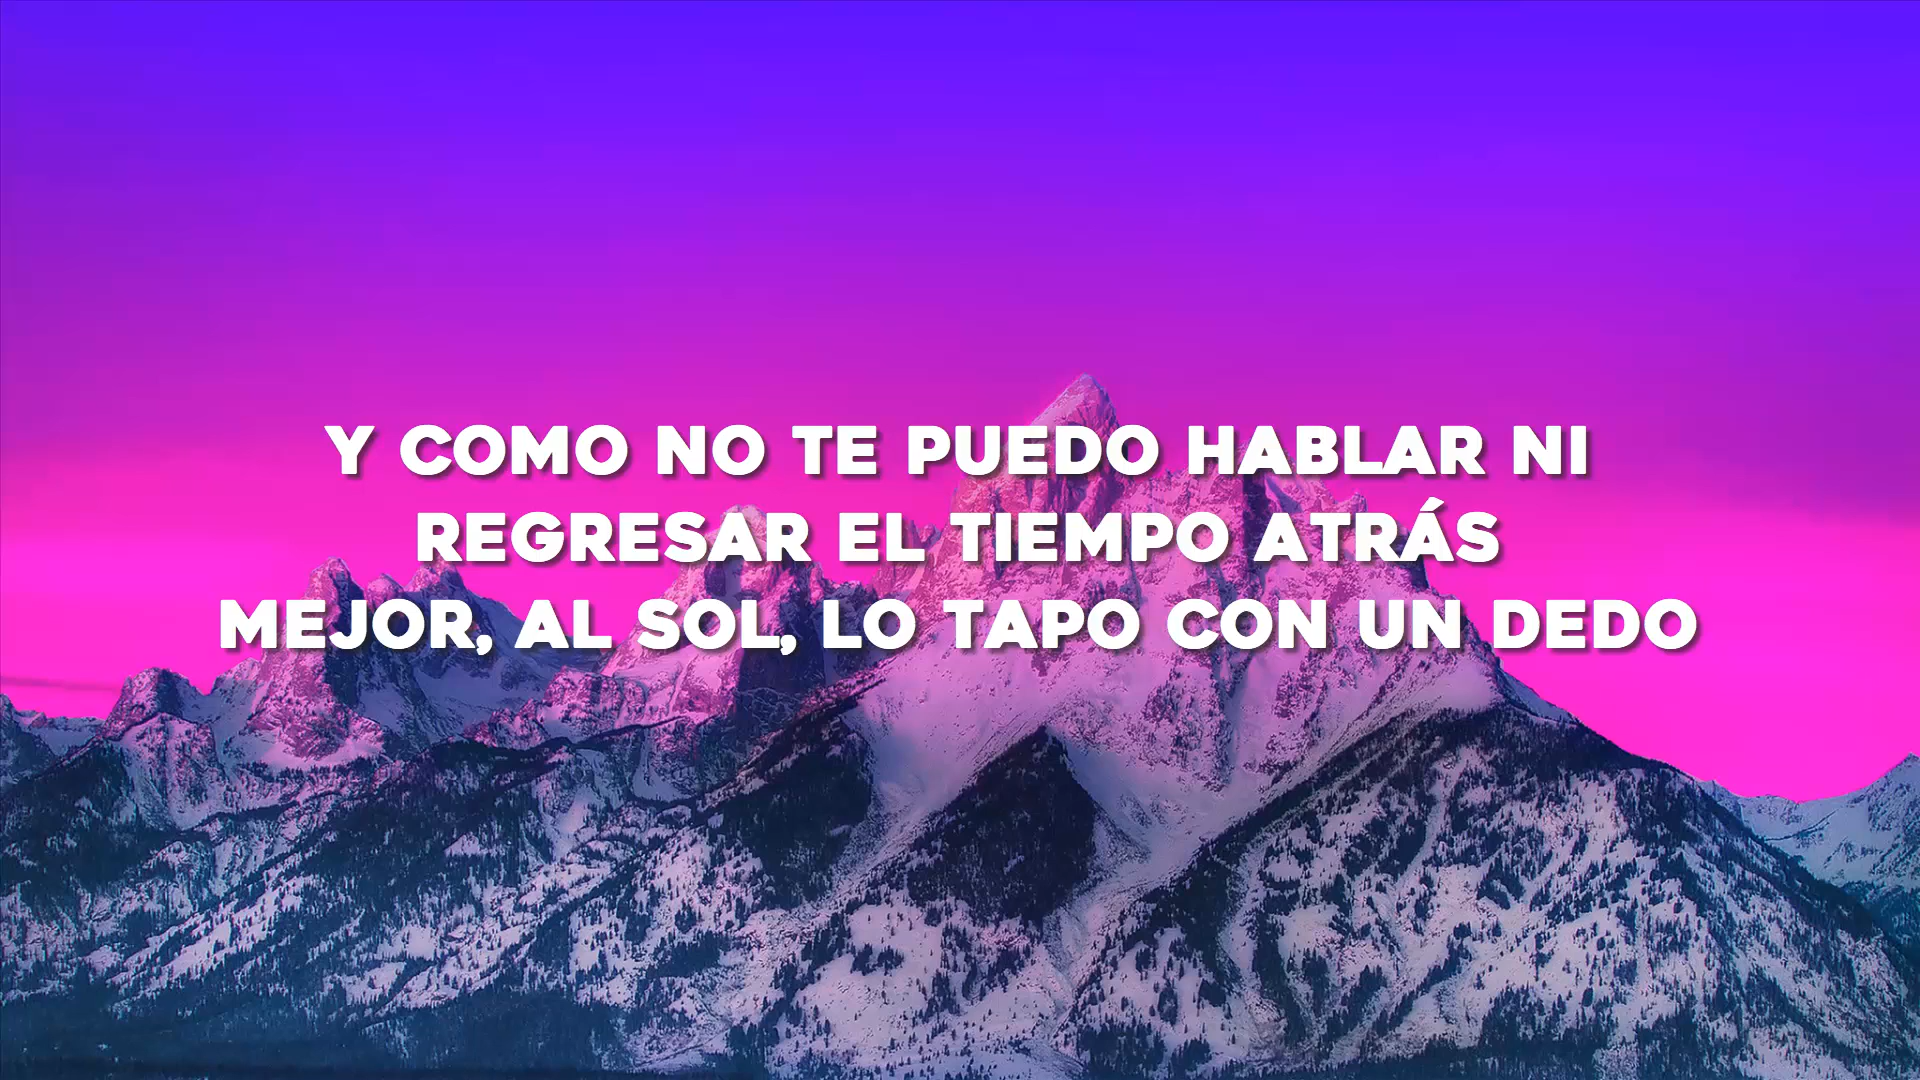 Y COMO NO TE PUEDO HABLAR NI
REGRESAR EL TIEMPO ATRÁS
MEJOR, AL SOL, LO TAPO CON UN DEDO